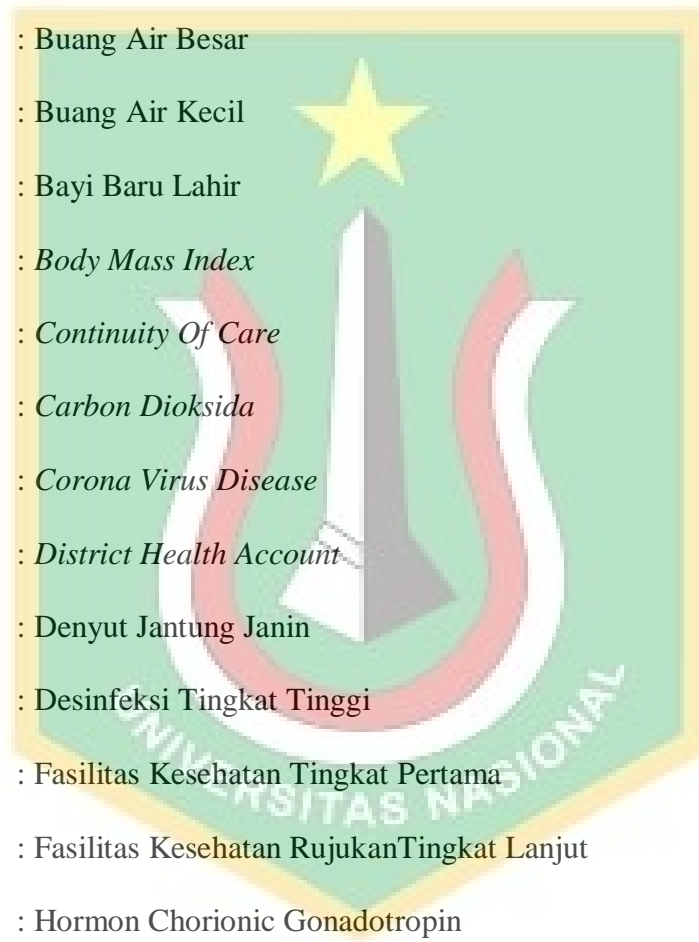 : Buang Air Besar
: Buang Air Kecil
: Bayi Baru Lahir
: Body Mass Index
: Continuity Of Care
: Carbon Dioksida
: Corona Virus Disease
: District Health Account
: Denyut Jantung Janin
: Desinfeksi Tingkat Tinggi
: Fasilitas Kesehatan Tingkat Pertama
: Fasilitas Kesehatan RujukanTingkat Lanjut
: Hormon Chorionic Gonadotropin
UNIVERSITAS NASIONAL